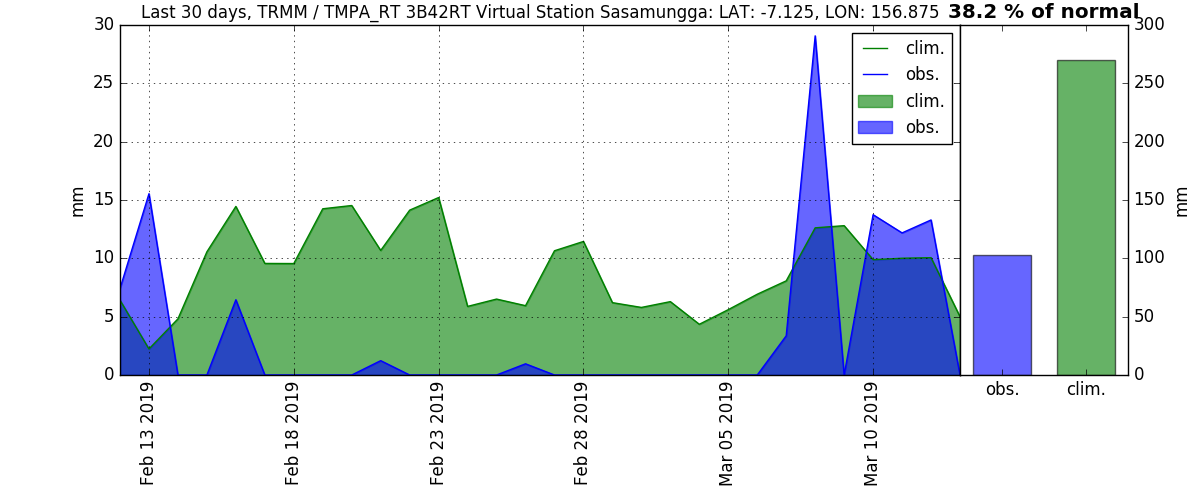 Last 30 days, TRMM / TMPA_RT 3B42RT Virtual Station Sasamungga: LAT: -7.125, LON: 156.875 38.2 % of normal
30
25
20
15
10
5
0
mm
clim.
obs.
clim.
obs.
300
250
200
150
100
50
0
mm
Feb 13 2019
Feb 18 2019
Feb 23 2019
Feb 28 2019
Mar 05 2019
Mar 10 2019
obs. clim.